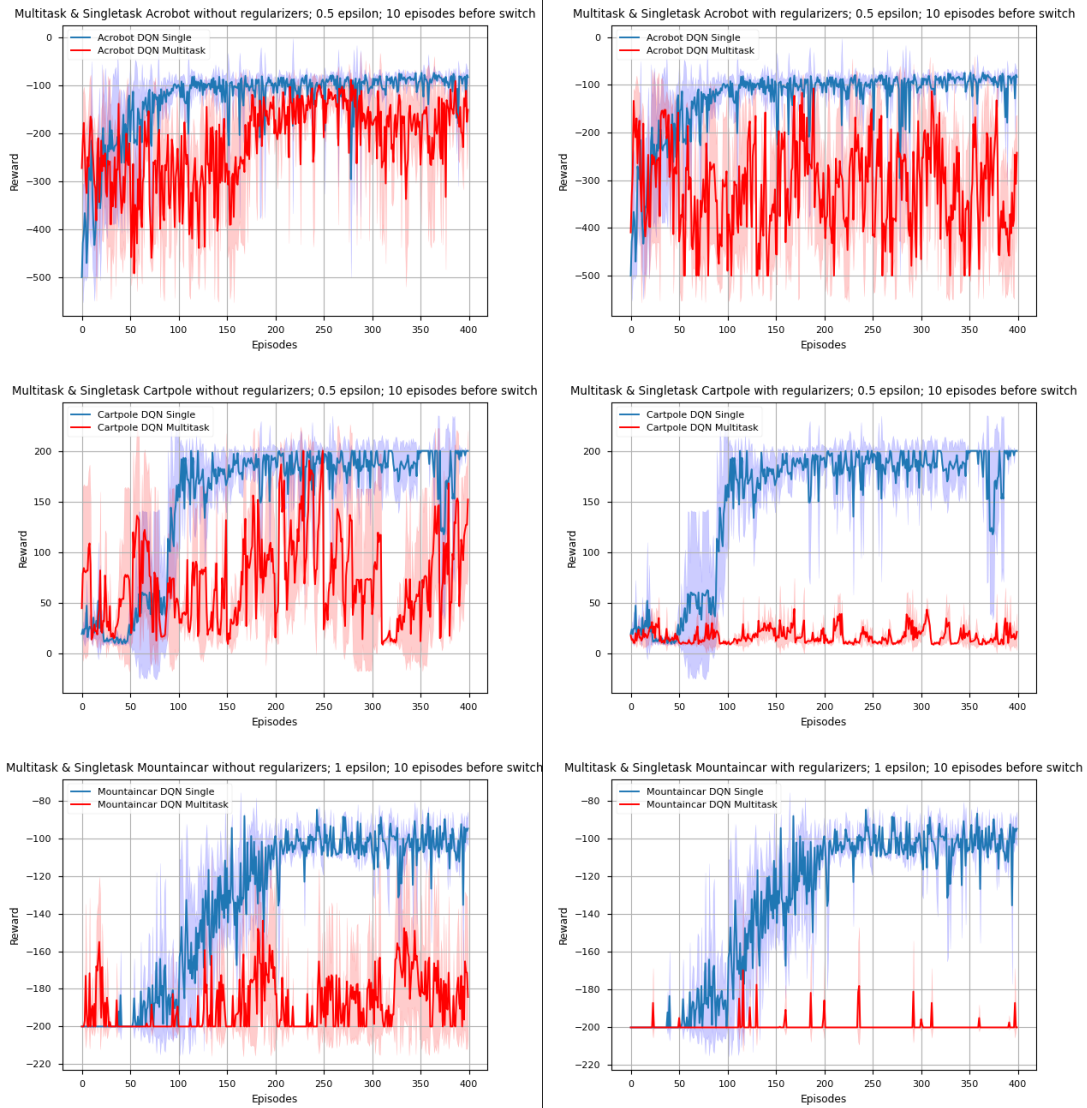 Multitask & Singletask Acrobot without regularizers; 0.5 epsilon; 10 episodes before switch
Acrobot DQN Single
Acrobot DQN Multitask
Reward
0
−100
−200
−300
−400
−500
0 50 100 150 200 250 300 350 400
Episodes
Multitask & Singletask Acrobot with regularizers; 0.5 epsilon; 10 episodes before switch
Acrobot DQN Single
Acrobot DQN Multitask
Reward
0
−100
−200
−300
−400
−500
0 50 100 150 200 250 300 350 400
Episodes
Multitask & Singletask Cartpole without regularizers; 0.5 epsilon; 10 episodes before switch
Cartpole DQN Single
Cartpole DQN Multitask
Reward
200
150
100
50
0
0 50 100 150 200 250 300 350 400
Episodes
Multitask & Singletask Cartpole with regularizers; 0.5 epsilon; 10 episodes before switch
Cartpole DQN Single
Cartpole DQN Multitask
Reward
200
150
100
50
0
0 50 100 150 200 250 300 350 400
Episodes
Multitask & Singletask Mountaincar without regularizers; 1 epsilon; 10 episodes before switch
Mountaincar DQN Single
Mountaincar DQN Multitask
Reward
−80
−100
−120
−140
−160
−180
−200
−220
0 50 100 150 200 250 300 350 400
Episodes
Multitask & Singletask Mountaincar with regularizers; 1 epsilon; 10 episodes before switch
Mountaincar DQN Single
Mountaincar DQN Multitask
Reward
−80
−100
−120
−140
−160
−180
−200
−220
0 50 100 150 200 250 300 350 400
Episodes